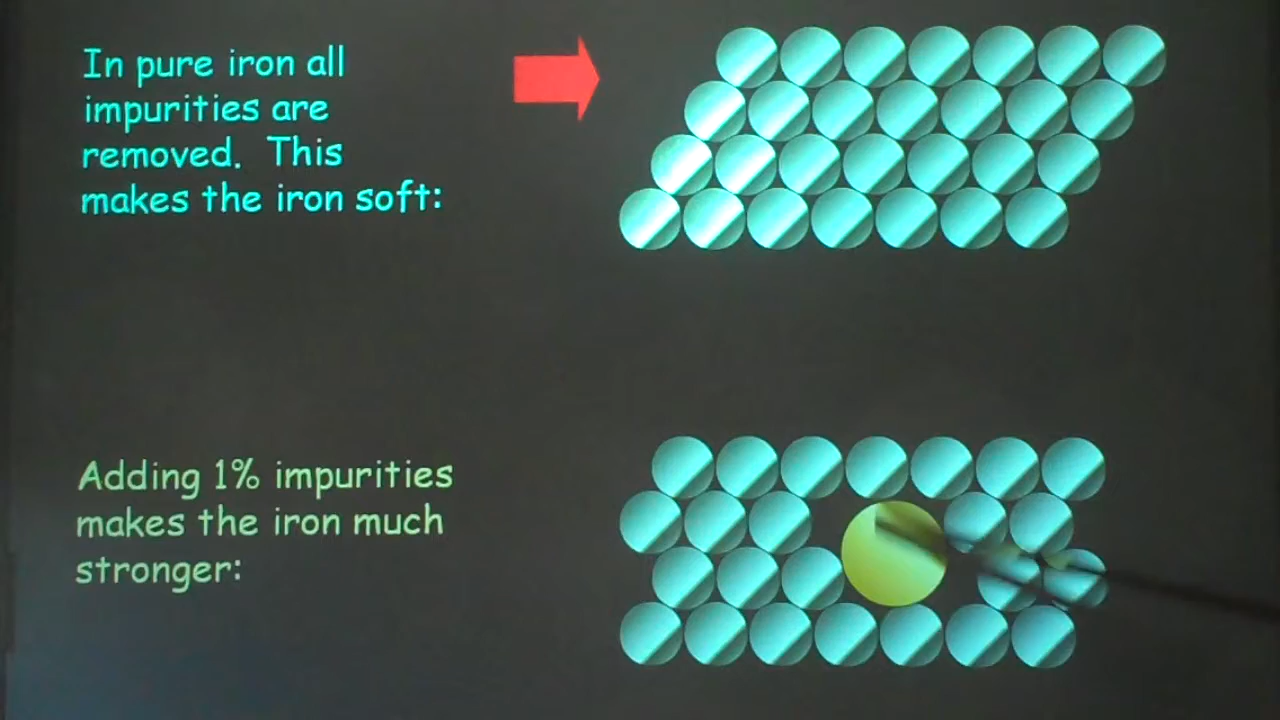 In pure iron all
impurities are
removed. This
makes the iron soft:
Adding 1% impurities
makes the iron much
stronger: